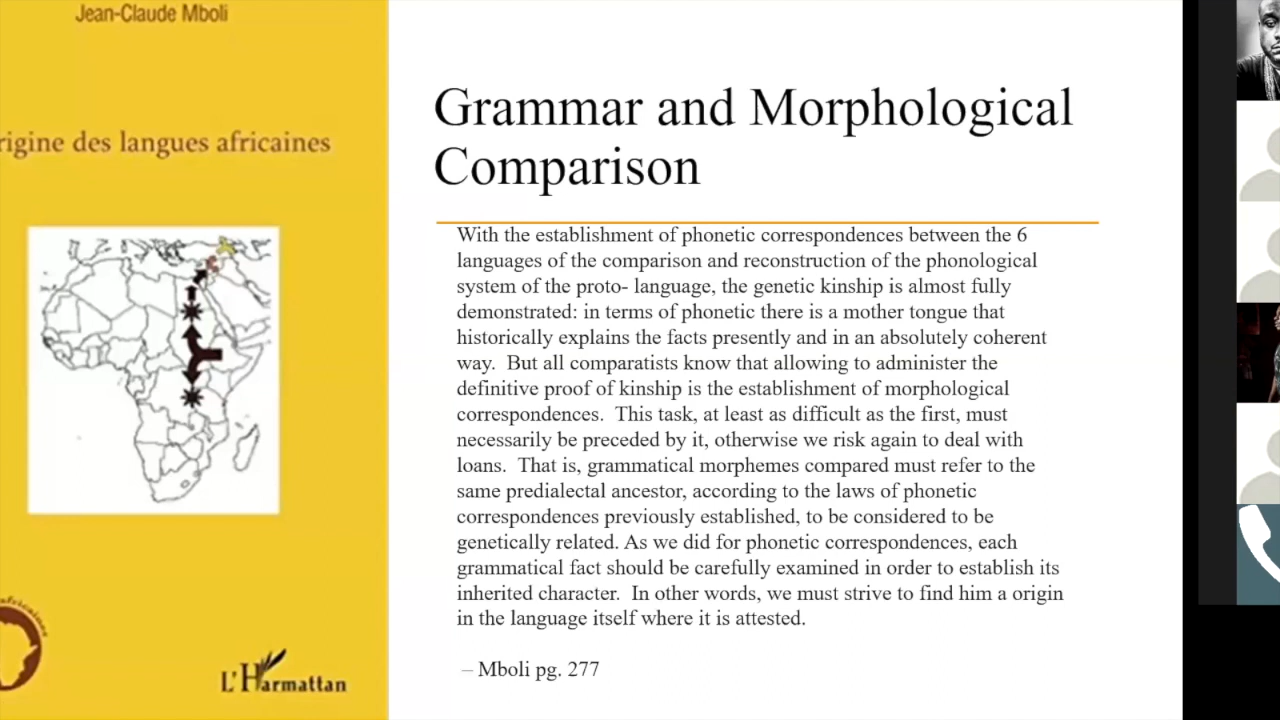 Jean-Claude Mboli
rigine des langues africaines
L'Harmattan
Grammar and Morphological
Comparison
With the establishment of phonetic correspondences between the 6
languages of the comparison and reconstruction of the phonological
system of the proto- language, the genetic kinship is almost fully
demonstrated: in terms of phonetic there is a mother tongue that
historically explains the facts presently and in an absolutely coherent
way.  But all comparatists know that allowing to administer the
definitive proof of kinship is the establishment of morphological
correspondences.  This task, at least as difficult as the first, must
necessarily be preceded by it, otherwise we risk again to deal with
loans.  That is, grammatical morphemes compared must refer to the
same predialectal ancestor, according to the laws of phonetic
correspondences previously established, to be considered to be
genetically related. As we did for phonetic correspondences, each
grammatical fact should be carefully examined in order to establish its
inherited character.  In other words, we must strive to find him a origin
in the language itself where it is attested.
– Mboli pg. 277